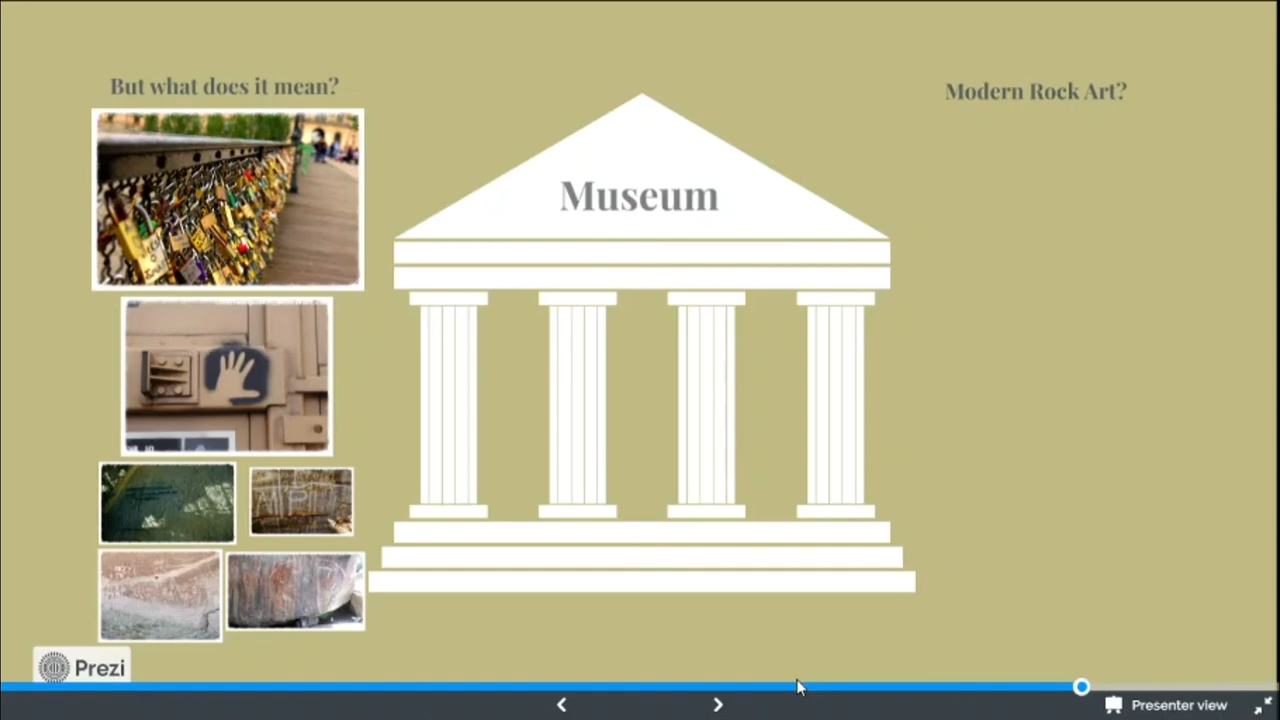 But what does it mean?
Modern Rock Art?
Museum
Prezi
Presenter view